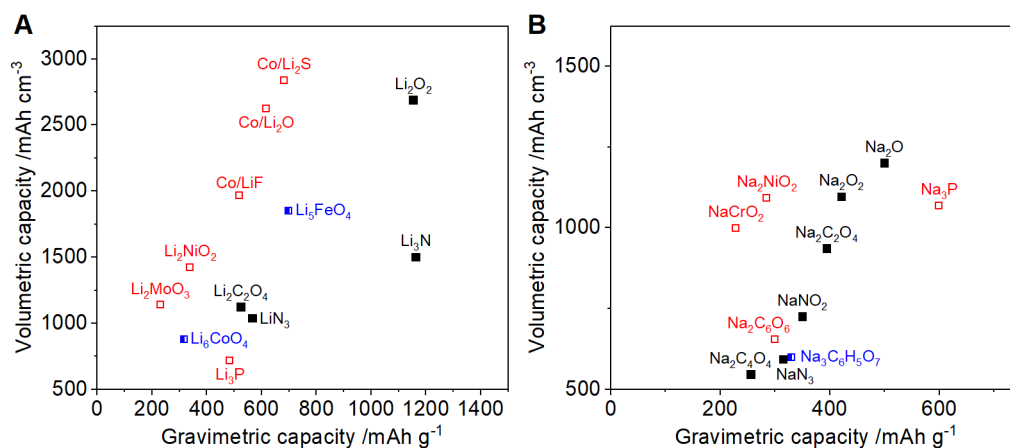 A
Volumetric capacity /mAh cm⁻³
3000
2500
2000
1500
1000
500
Co/Li₂S
Li₂O₂
Co/Li₂O
Co/LiF
Li₅FeO₄
Li₃N
Li₂NiO₂
Li₂MoO₃
Li₂C₂O₄
LiN₃
Li₆CoO₄
Li₃P
0 200 400 600 800 1000 1200 1400
Gravimetric capacity /mAh g⁻¹
B
Volumetric capacity /mAh cm⁻³
1500
1000
500
Na₂O
Na₂NiO₂
Na₂O₂
Na₃P
NaCrO₂
Na₂C₂O₄
NaNO₂
Na₂C₆O₆
Na₂C₄O₄
Na₃C₆H₅O₇
NaN₃
200 400 600
Gravimetric capacity /mAh g⁻¹